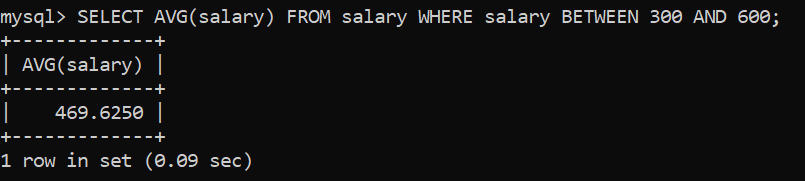 mysql> SELECT AVG(salary) FROM salary WHERE salary BETWEEN 300 AND 600;
+-------------+
| AVG(salary) |
+-------------+
|    469.6250 |
+-------------+
1 row in set (0.09 sec)